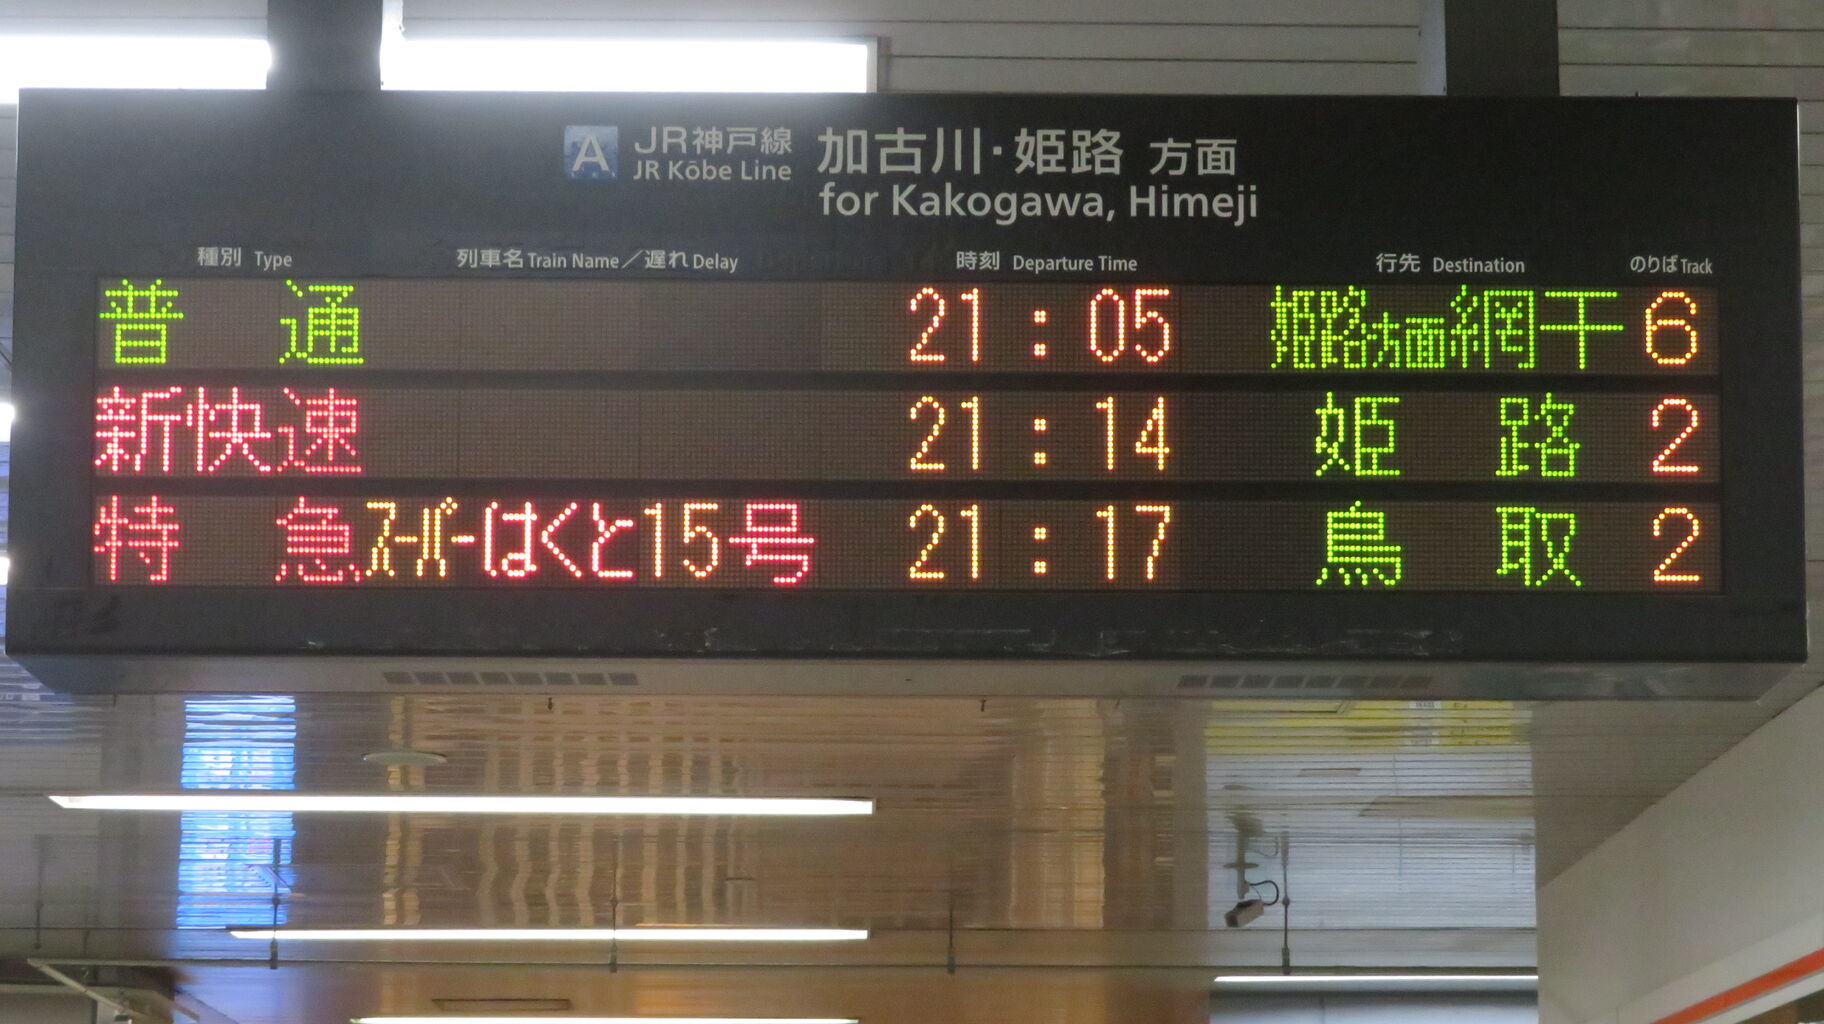 A JR神戸線 加古川・姫路 方面
JR Kōbe Line for Kakogawa, Himeji
種別 Type 列車名 Train Name／遅れ Delay 時刻 Departure Time 行先 Destination のりば Track
普通 21:05 姫路方面網干 6
新快速 21:14 姫路 2
特急 スーパーはくと15号 21:17 鳥取 2